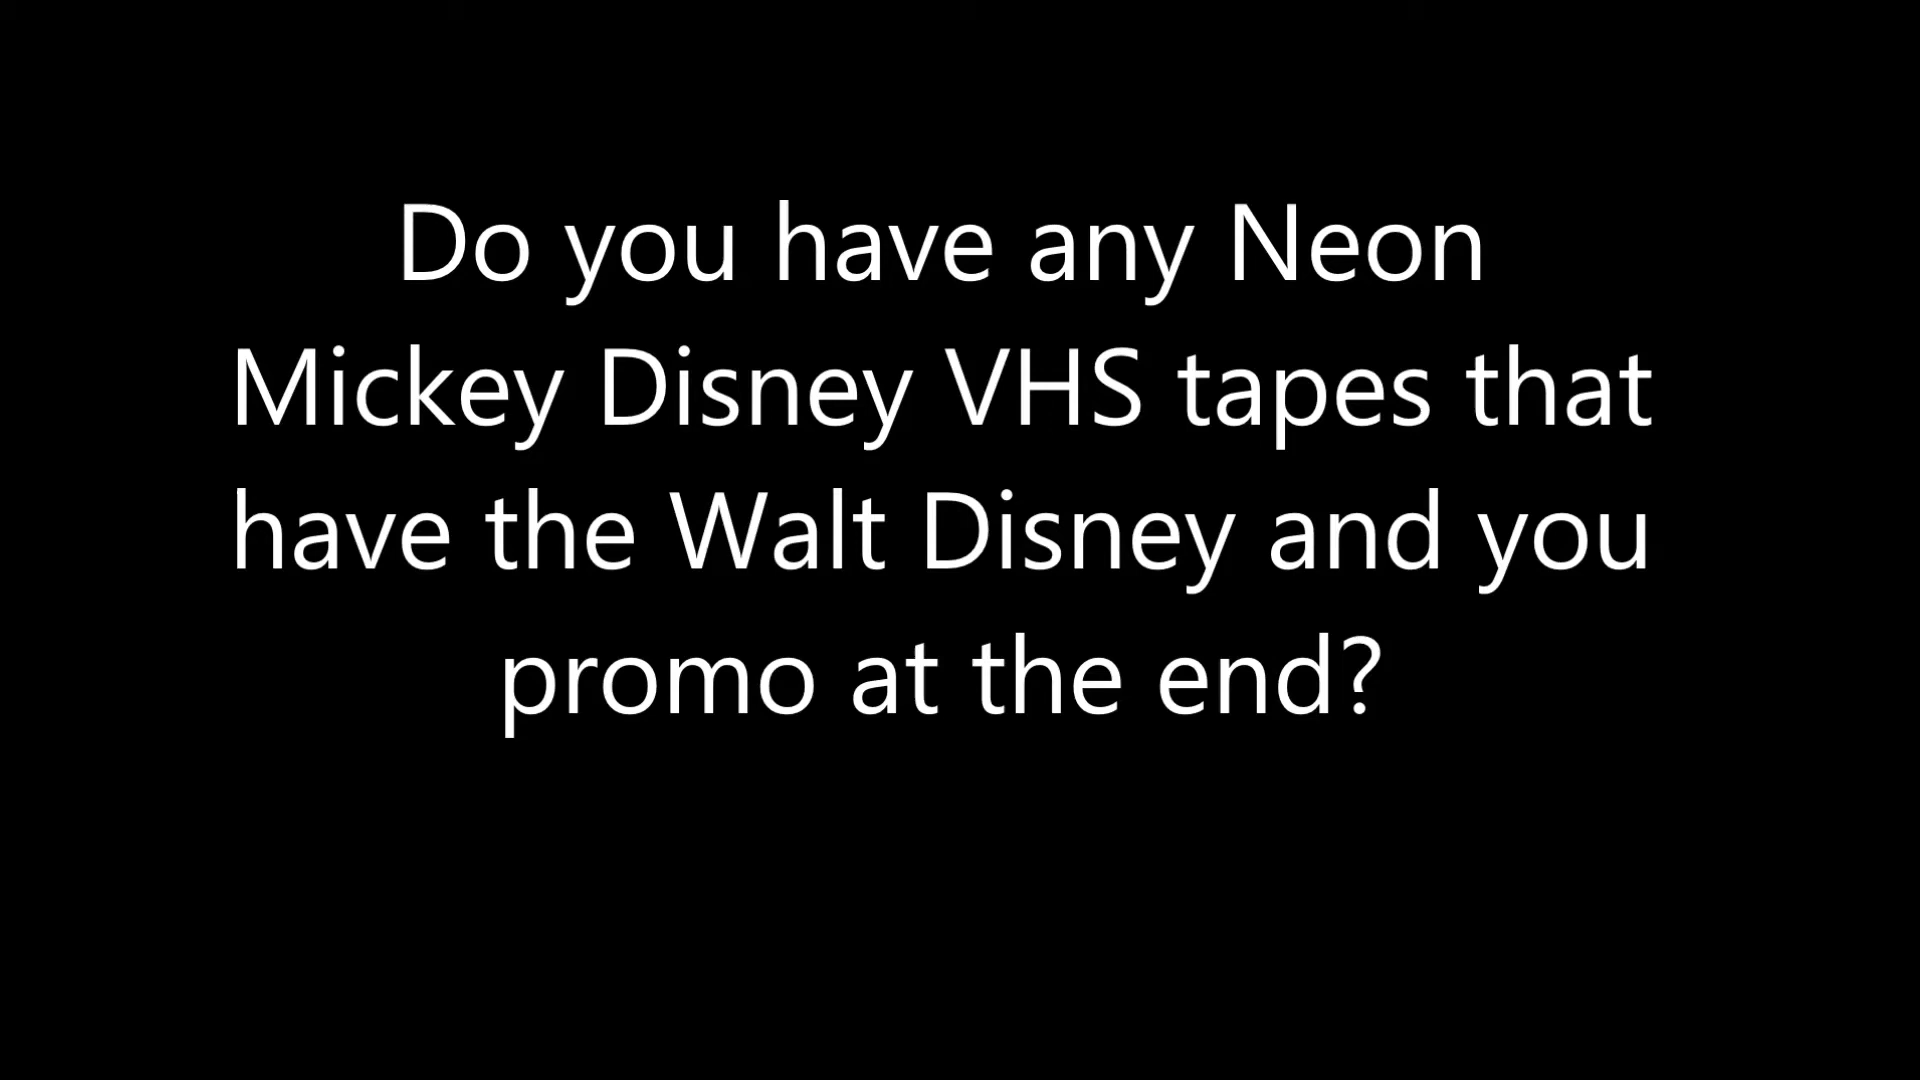 Do you have any Neon
Mickey Disney VHS tapes that
have the Walt Disney and you
promo at the end?